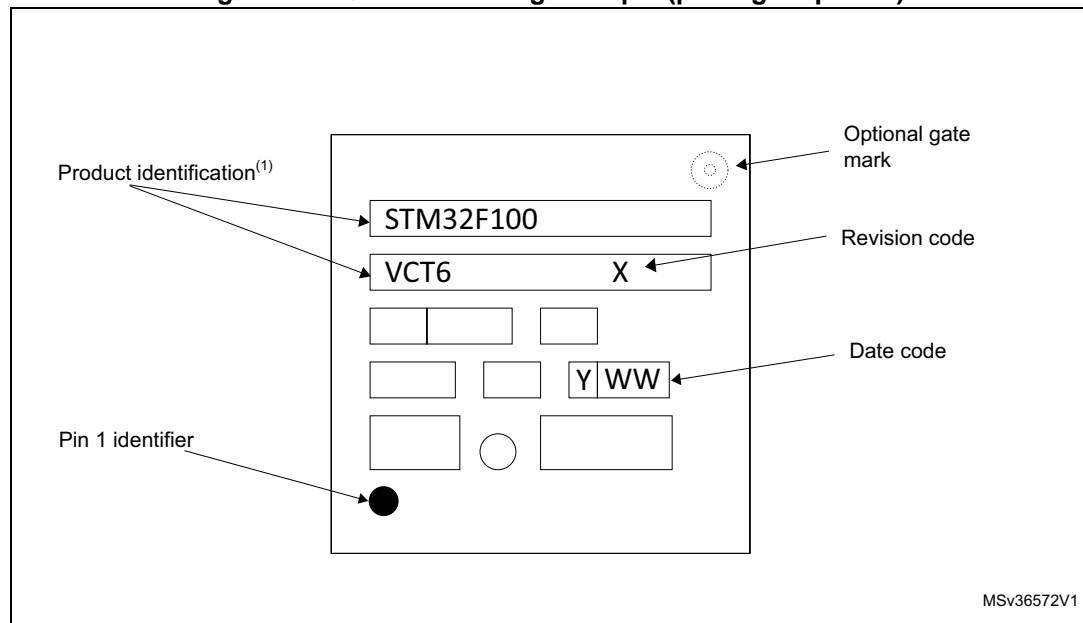 Optional gate
mark
Product identification(1)
STM32F100
Revision code
VCT6 X
Date code
Y WW
Pin 1 identifier
MSv36572V1